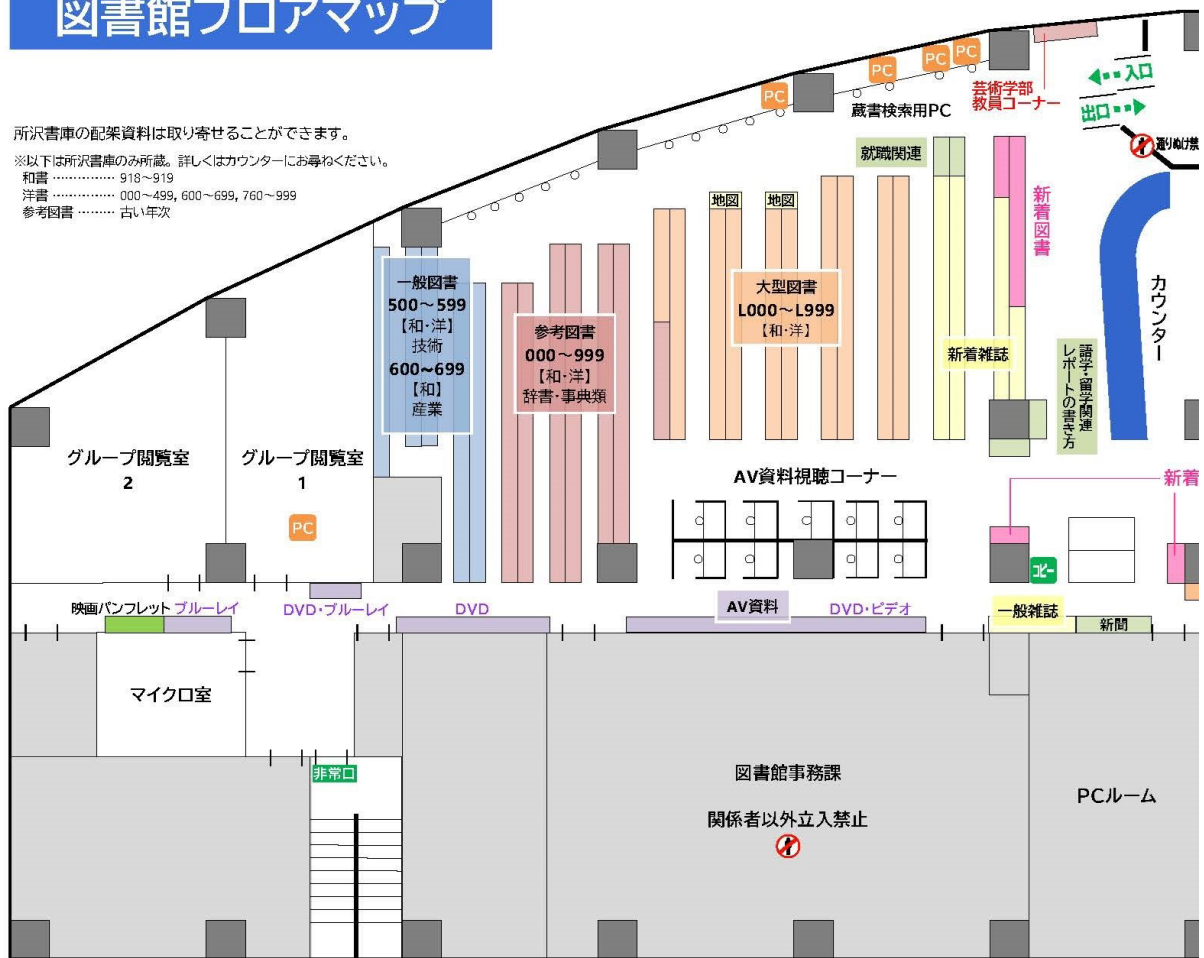 図書館フロアマップ
所沢書庫の配架資料は取り寄せることができます。
※以下は所沢書庫のみ所蔵。詳しくはカウンターにお尋ねください。
和書 …………… 918～919
洋書 …………… 000～499, 600～699, 760～999
参考図書 ……… 古い年次
PC
PC
PC
PC
蔵書検索用PC
芸術学部
教員コーナー
入口
出口
通りぬけ禁
就職関連
新着図書
地図
地図
カウンター
一般図書
500～599
【和・洋】
技術
600~699
【和】
産業
参考図書
000～999
【和・洋】
辞書・事典類
大型図書
L000～L999
【和・洋】
新着雑誌
語学・留学関連
レポートの書き方
グループ閲覧室
2
グループ閲覧室
1
PC
AV資料視聴コーナー
新着
コピー
映画パンフレット
ブルーレイ
DVD・ブルーレイ
DVD
AV資料
DVD・ビデオ
一般雑誌
新聞
マイクロ室
非常口
図書館事務課
関係者以外立入禁止
PCルーム